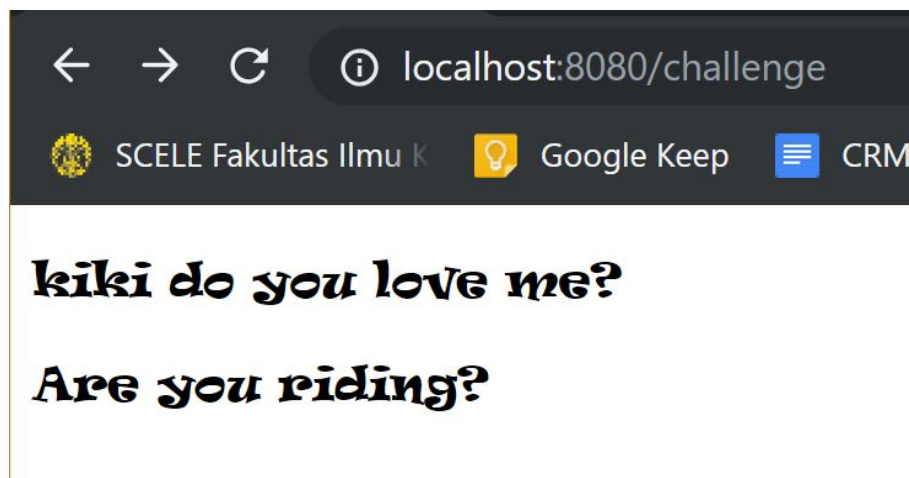 localhost:8080/challenge
SCELE Fakultas Ilmu K
Google Keep
CRM
kiki do you love me?
Are you riding?